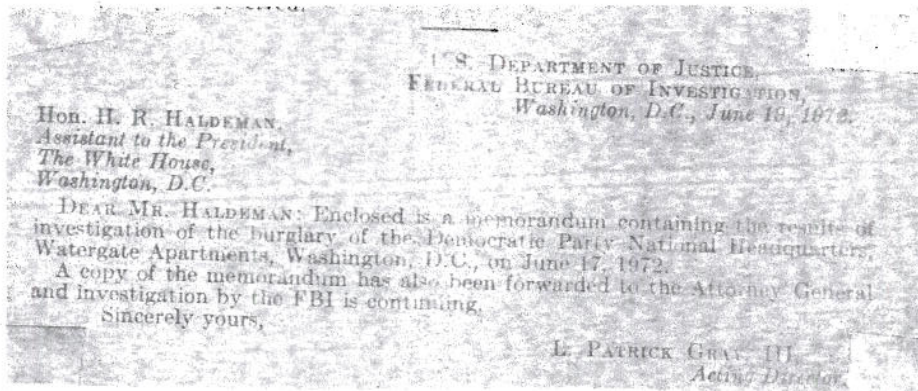 U.S. DEPARTMENT OF JUSTICE,
FEDERAL BUREAU OF INVESTIGATION,
Washington, D.C., June 19, 1972.
Hon. H. R. HALDEMAN,
Assistant to the President,
The White House,
Washington, D.C.
DEAR MR. HALDEMAN: Enclosed is a memorandum containing the results of
investigation of the burglary of the Democratic Party National Headquarters,
Watergate Apartments, Washington, D.C., on June 17, 1972.
A copy of the memorandum has also been forwarded to the Attorney General
and investigation by the FBI is continuing.
Sincerely yours,
L. PATRICK GRAY III,
Acting Director.